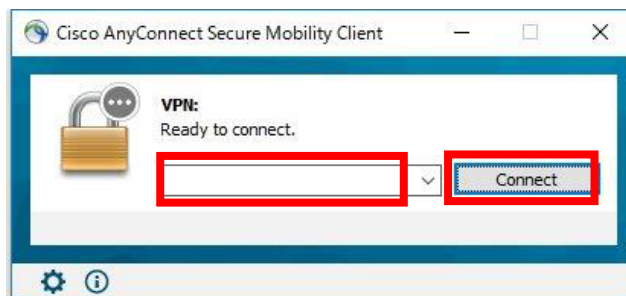 Cisco AnyConnect Secure Mobility Client
VPN:
Ready to connect.
Connect